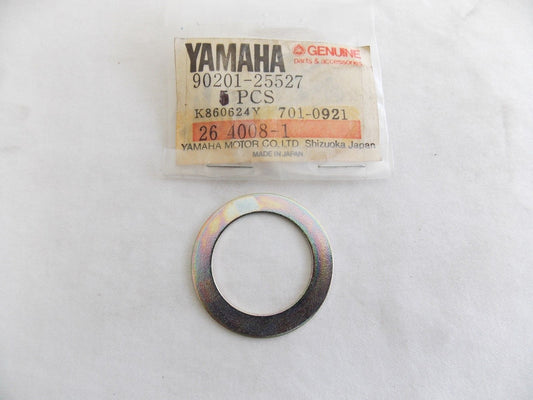 YAMAHA GENUINE
parts & accessories
90201-25527
5 PCS
K860624Y 701-0921
26 4008-1
YAMAHA MOTOR CO.,LTD. Shizuoka Japan
MADE IN JAPAN